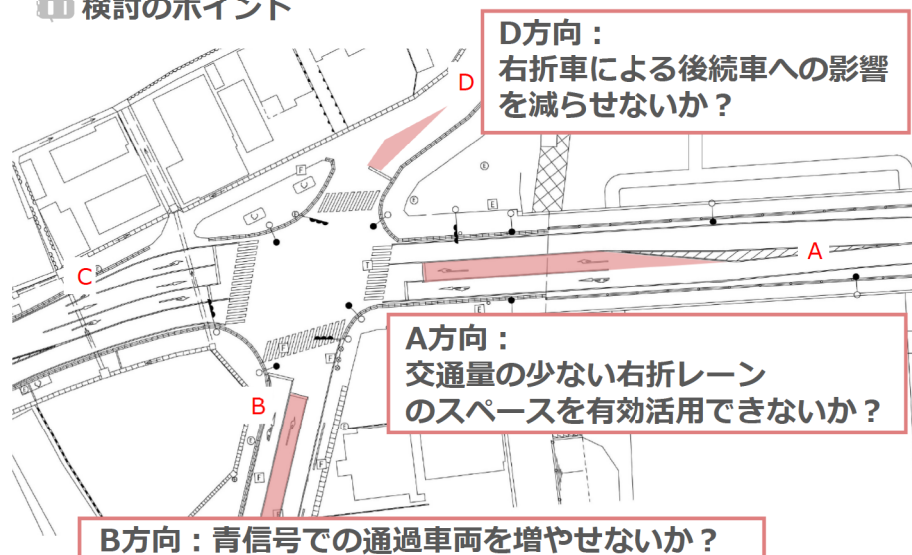 検討のポイント
D方向：
右折車による後続車への影響
を減らせないか？
D
A
C
A方向：
交通量の少ない右折レーン
のスペースを有効活用できないか？
B
B方向：青信号での通過車両を増やせないか？